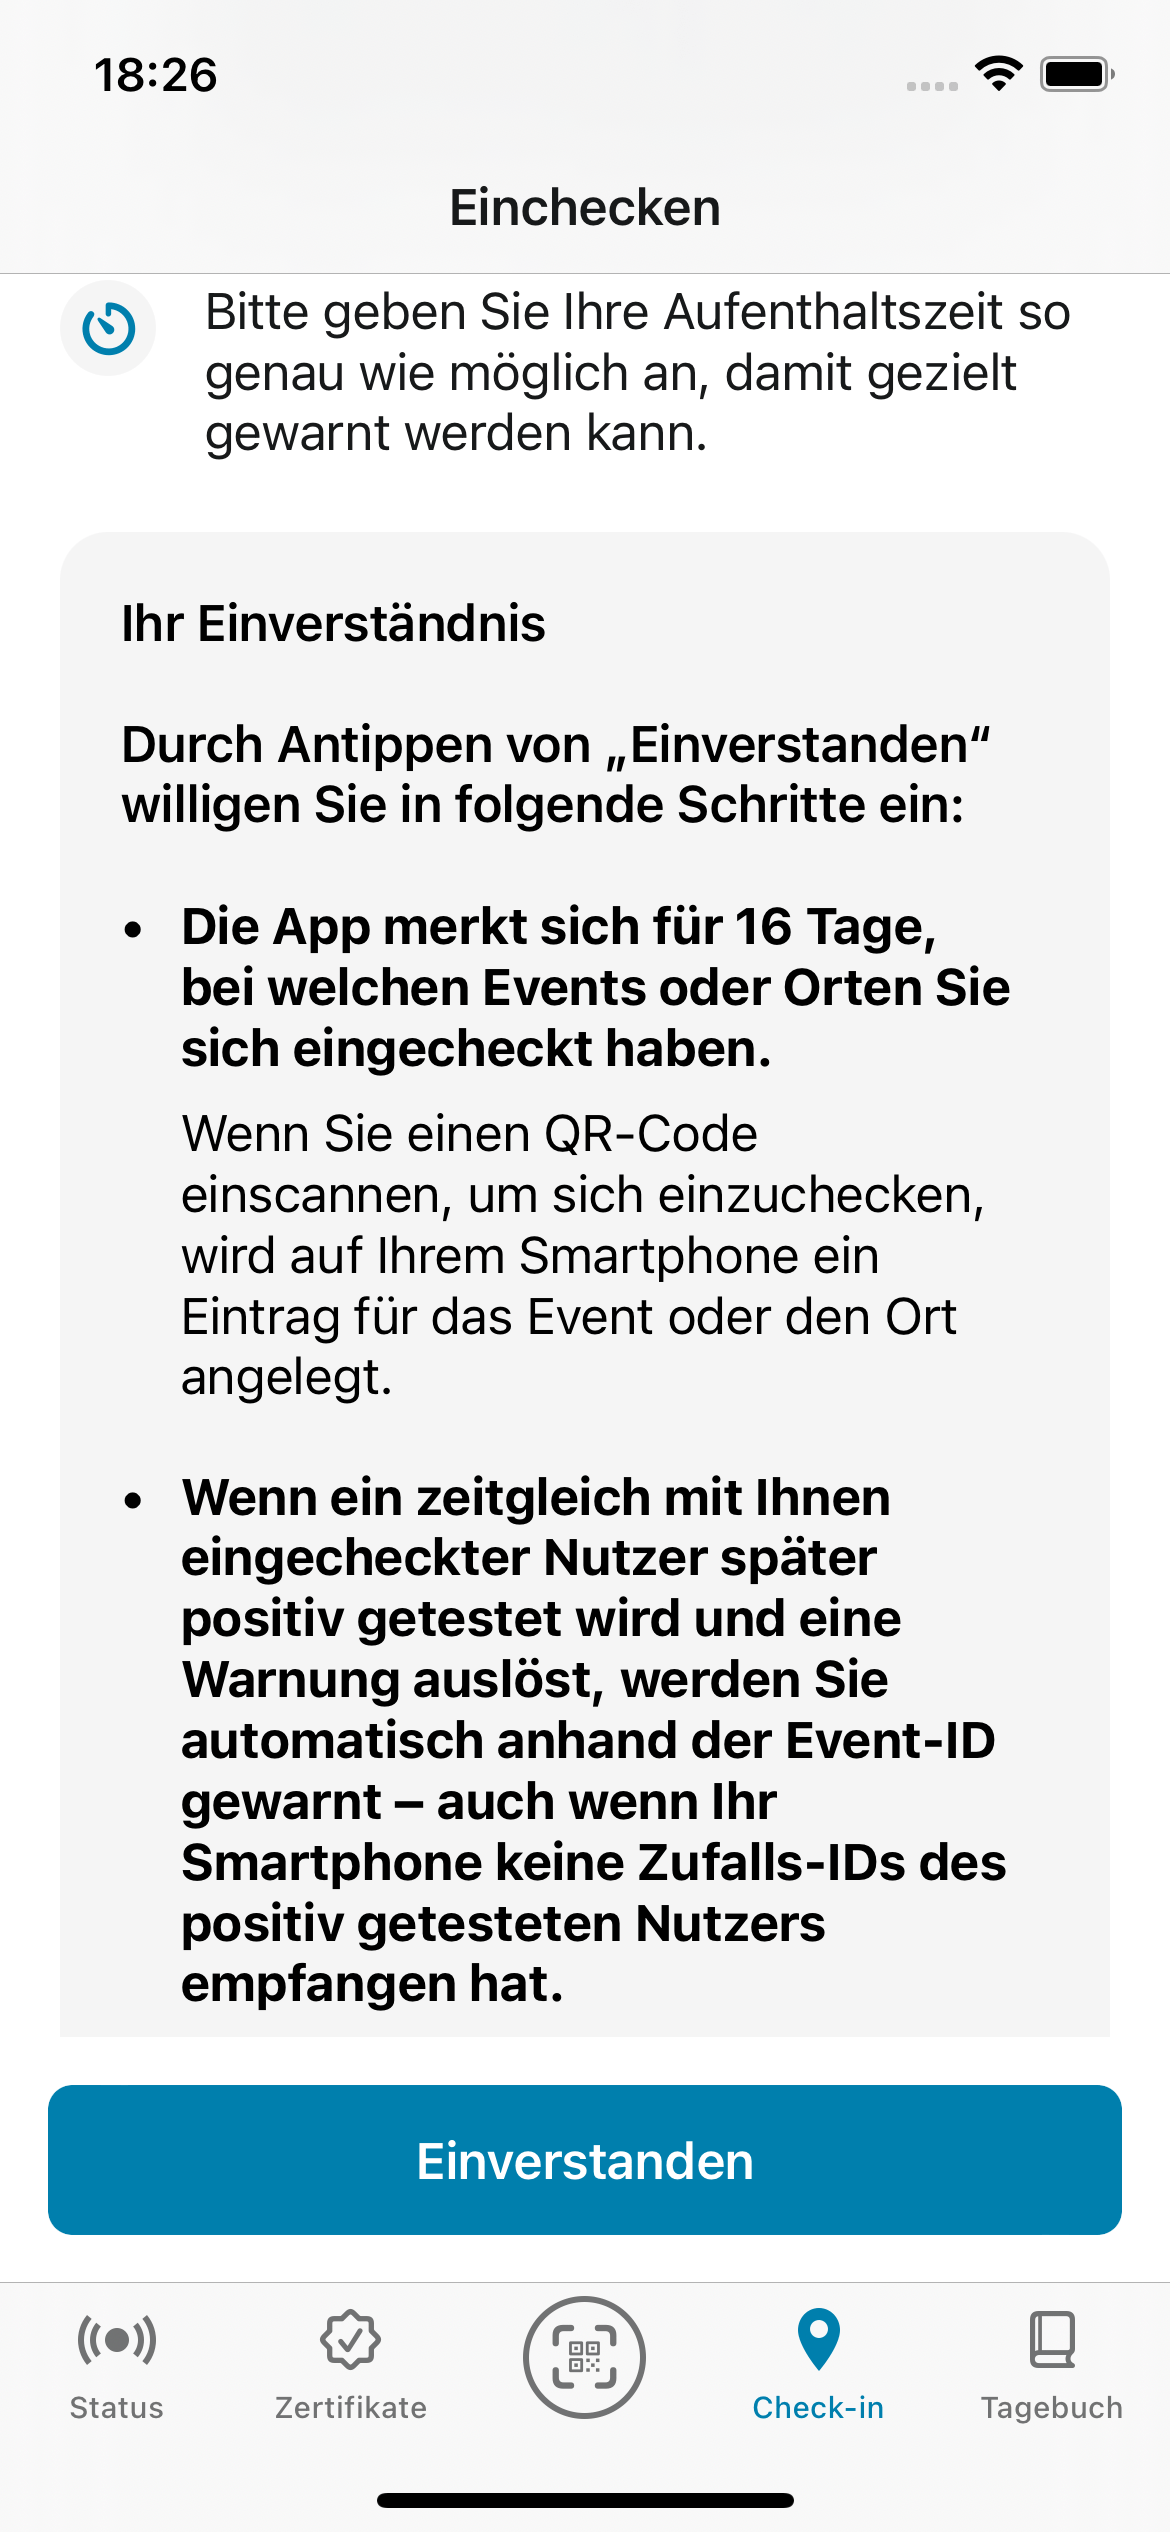 18:26
Einchecken
Bitte geben Sie Ihre Aufenthaltszeit so
genau wie möglich an, damit gezielt
gewarnt werden kann.
Ihr Einverständnis
Durch Antippen von „Einverstanden“
willigen Sie in folgende Schritte ein:
• Die App merkt sich für 16 Tage,
bei welchen Events oder Orten Sie
sich eingecheckt haben.
Wenn Sie einen QR-Code
einscannen, um sich einzuchecken,
wird auf Ihrem Smartphone ein
Eintrag für das Event oder den Ort
angelegt.
• Wenn ein zeitgleich mit Ihnen
eingecheckter Nutzer später
positiv getestet wird und eine
Warnung auslöst, werden Sie
automatisch anhand der Event-ID
gewarnt – auch wenn Ihr
Smartphone keine Zufalls-IDs des
positiv getesteten Nutzers
empfangen hat.
Einverstanden
Status Zertifikate Check-in Tagebuch